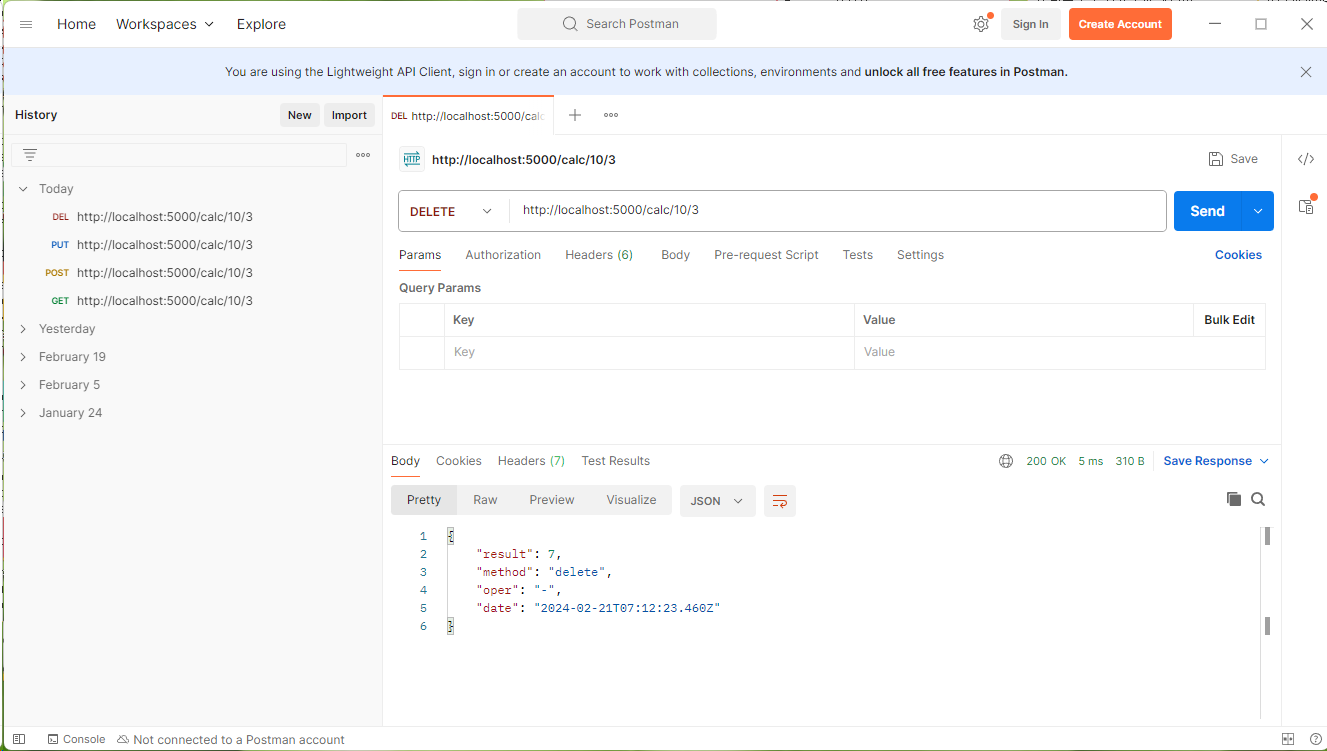 Home Workspaces Explore Search Postman Sign In Create Account
You are using the Lightweight API Client, sign in or create an account to work with collections, environments and unlock all free features in Postman.
History New Import
Today
DEL http://localhost:5000/calc/10/3
PUT http://localhost:5000/calc/10/3
POST http://localhost:5000/calc/10/3
GET http://localhost:5000/calc/10/3
Yesterday
February 19
February 5
January 24
DEL http://localhost:5000/calc
HTTP http://localhost:5000/calc/10/3 Save </>
DELETE http://localhost:5000/calc/10/3 Send
Params Authorization Headers (6) Body Pre-request Script Tests Settings Cookies
Query Params
Key Value Bulk Edit
Key Value
Body Cookies Headers (7) Test Results 200 OK 5 ms 310 B Save Response
Pretty Raw Preview Visualize JSON
1 {
2 "result": 7,
3 "method": "delete",
4 "oper": "-",
5 "date": "2024-02-21T07:12:23.460Z"
6 }
Console Not connected to a Postman account